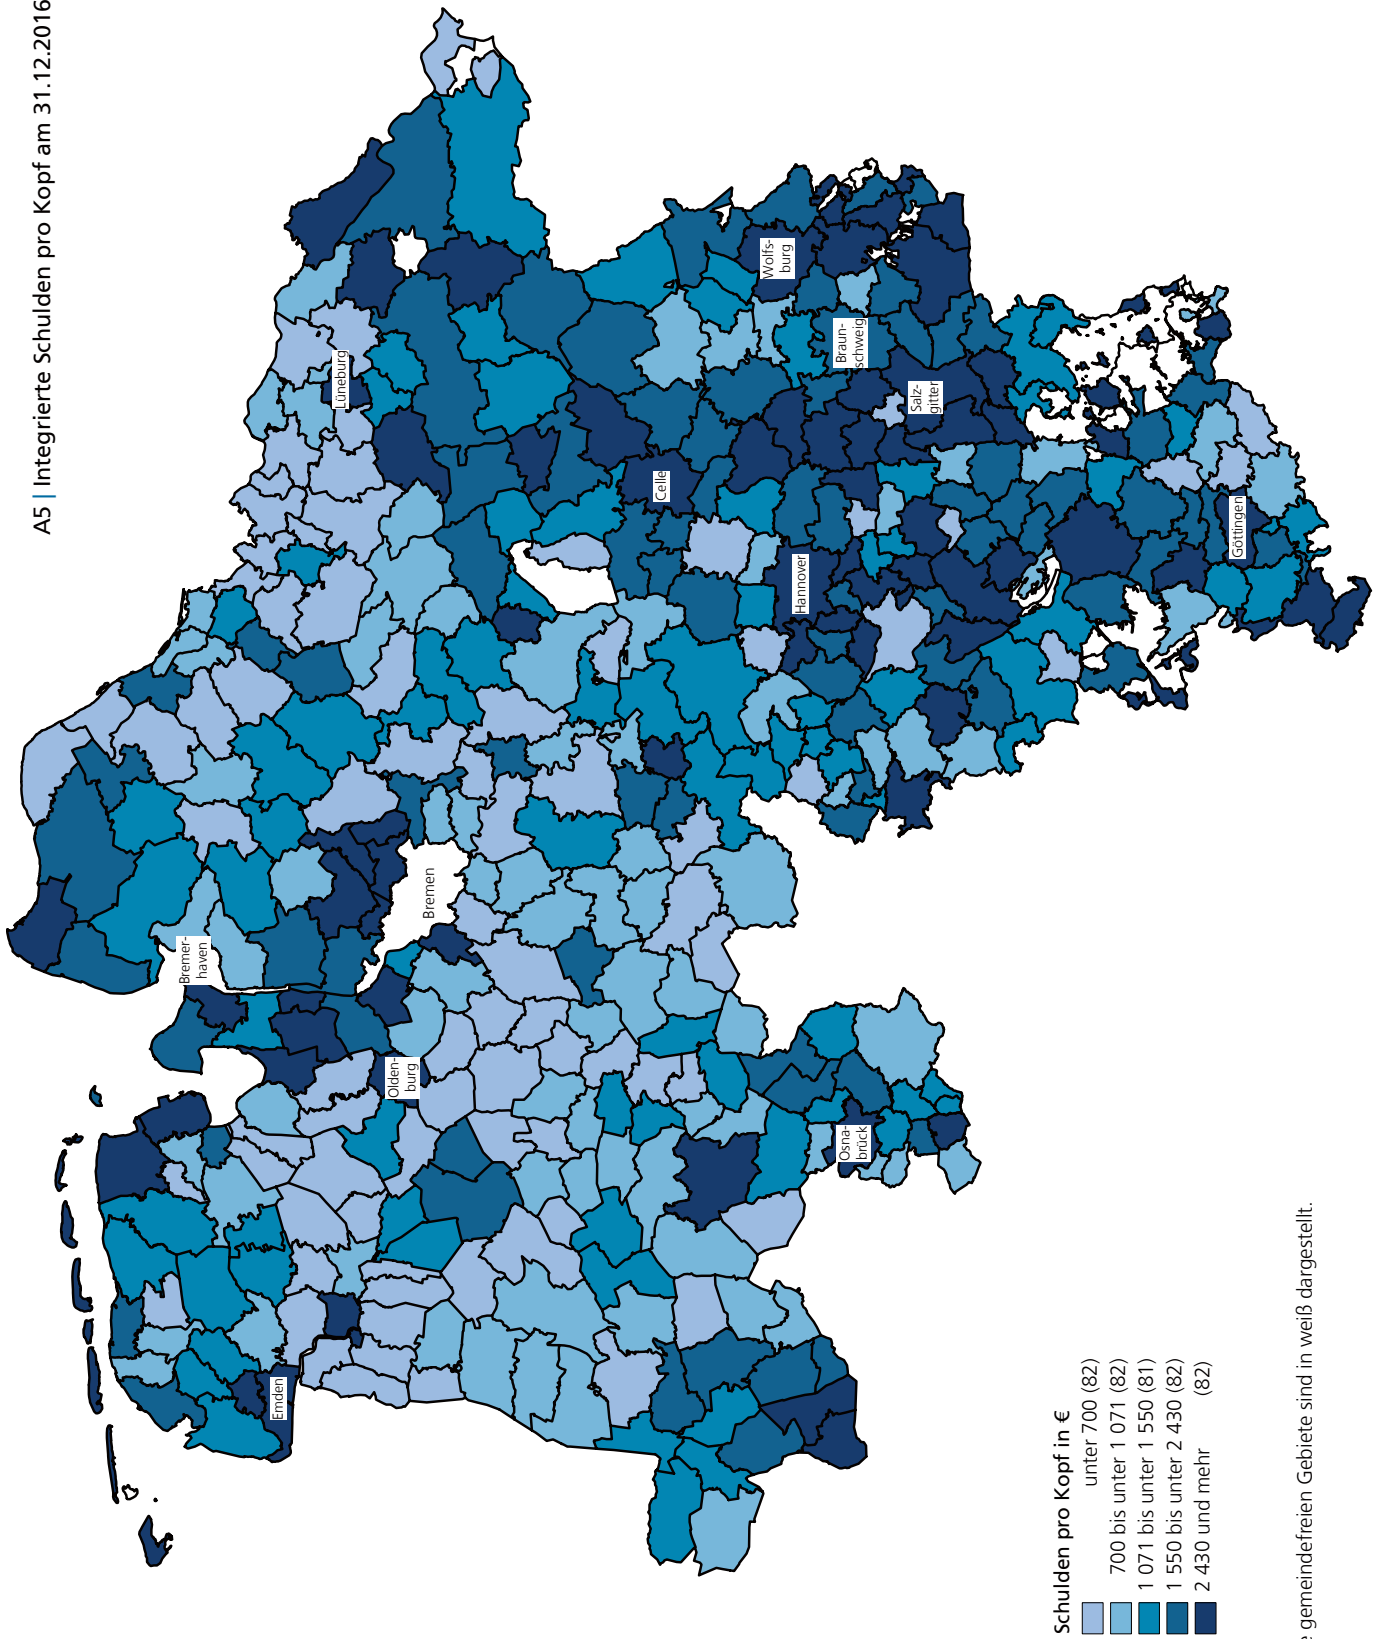 A5 | Integrierte Schulden pro Kopf am 31.12.2016
Lüneburg
Wolfs-
burg
Braun-
schweig
Salz-
gitter
Celle
Hannover
Göttingen
Bremer-
haven
Bremen
Olden-
burg
Osna-
brück
Emden
Schulden pro Kopf in €
unter 700 (82)
700 bis unter 1 071 (82)
1 071 bis unter 1 550 (81)
1 550 bis unter 2 430 (82)
2 430 und mehr (82)
gemeindefreien Gebiete sind in weiß dargestellt.